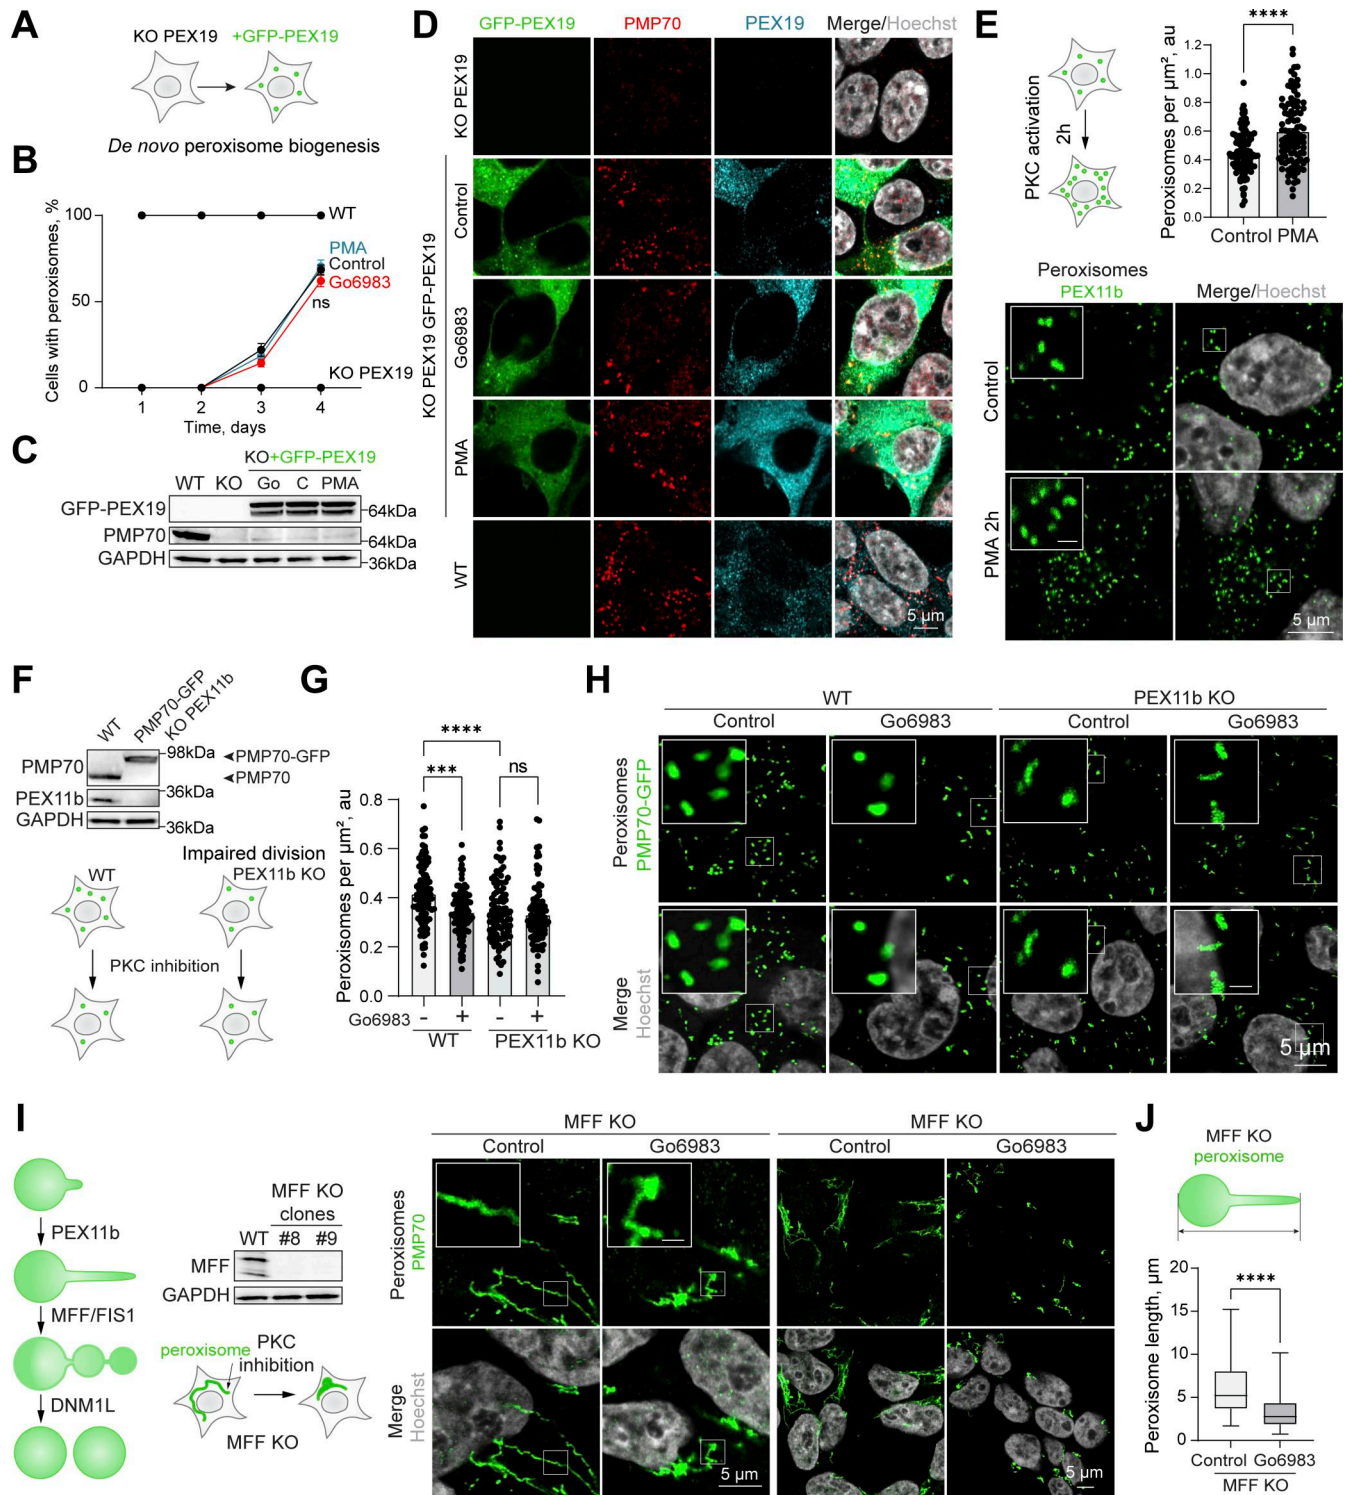 A
KO PEX19 +GFP-PEX19
De novo peroxisome biogenesis
B
Cells with peroxisomes, %
100
50
0
WT
PMA
Control
Go6983
ns
KO PEX19
1 2 3 4
Time, days
C
KO+GFP-PEX19
WT KO Go C PMA
GFP-PEX19
64kDa
PMP70
64kDa
GAPDH
36kDa
D
GFP-PEX19 PMP70 PEX19 Merge/Hoechst
KO PEX19
KO PEX19 GFP-PEX19
Control
Go6983
PMA
WT
5 µm
E
PKC activation
2h
****
Peroxisomes per µm², au
1.2
1.0
0.8
0.6
0.4
0.2
0.0
Control PMA
Peroxisomes
PEX11b
Merge/Hoechst
Control
PMA 2h
5 µm
F
WT
PMP70-GFP
KO PEX11b
PMP70
98kDa
PMP70-GFP
PMP70
PEX11b
36kDa
GAPDH
36kDa
Impaired division
WT
PEX11b KO
PKC inhibition
G
****
***
ns
Peroxisomes per µm², au
0.8
0.6
0.4
0.2
0.0
Go6983 - + - +
WT PEX11b KO
H
WT PEX11b KO
Control Go6983 Control Go6983
Peroxisomes
PMP70-GFP
Merge
Hoechst
5 µm
I
PEX11b
MFF/FIS1
DNM1L
MFF KO
clones
WT #8 #9
MFF
GAPDH
peroxisome
PKC
inhibition
MFF KO
MFF KO MFF KO
Control Go6983 Control Go6983
Peroxisomes
PMP70
Merge
Hoechst
5 µm
5 µm
J
MFF KO
peroxisome
Peroxisome length, µm
20
15
10
5
0
****
Control Go6983
MFF KO